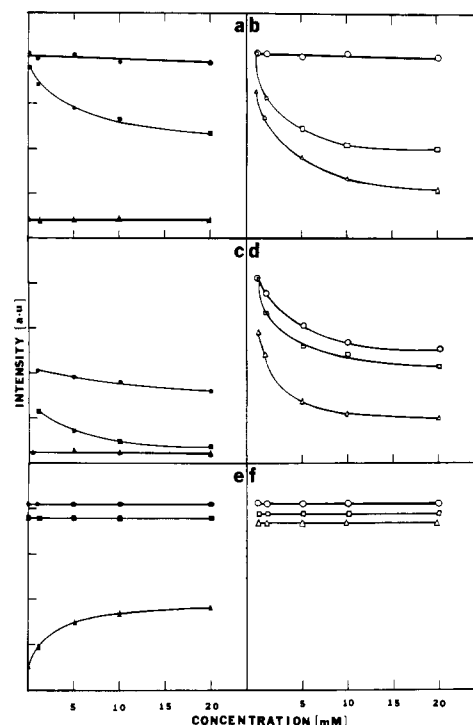 a b
c d
INTENSITY [a·u]
e f
5 10 15 20 5 10 15 20
CONCENTRATION [mM]